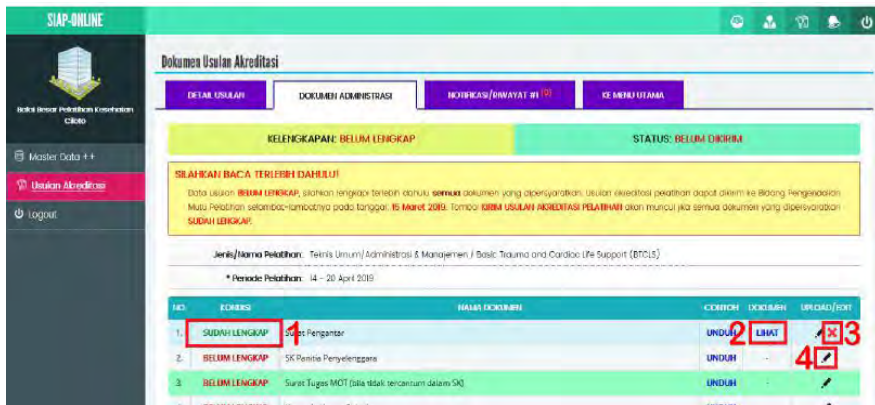 SIAP-ONLINE
Balai Besar Pelatihan Kesehatan
Ciloto
Master Data ++
Usulan Akreditasi
Logout
Dokumen Usulan Akreditasi
DETAIL USULAN
DOKUMEN ADMINISTRASI
NOTIFIKASI/RIWAYAT #1 (0)
KE MENU UTAMA
KELENGKAPAN: BELUM LENGKAP
STATUS: BELUM DIKIRIM
SILAHKAN BACA TERLEBIH DAHULU!
Data usulan BELUM LENGKAP, silahkan lengkapi terlebih dahulu semua dokumen yang dipersyaratkan. Usulan akreditasi pelatihan dapat dikirim ke Bidang Pengendalian
Mutu Pelatihan selambat-lambatnya pada tanggal, 15 Maret 2019. Tombol KIRIM USULAN AKREDITASI PELATIHAN akan muncul jika semua dokumen yang dipersyaratkan
SUDAH LENGKAP.
Jenis/Nama Pelatihan: Teknis Umum/Administrasi & Manajemen / Basic Trauma and Cardiac Life Support (BTCLS)
* Periode Pelatihan: 14 - 20 April 2019
NO KONDISI NAMA DOKUMEN CONTOH DOKUMEN UPLOAD/EDIT
1. SUDAH LENGKAP 1 Surat Pengantar UNDUH 2 LIHAT 3
2. BELUM LENGKAP SK Panitia Penyelenggara UNDUH - 4
3. BELUM LENGKAP Surat Tugas MOT (bila tidak tercantum dalam SK) UNDUH -